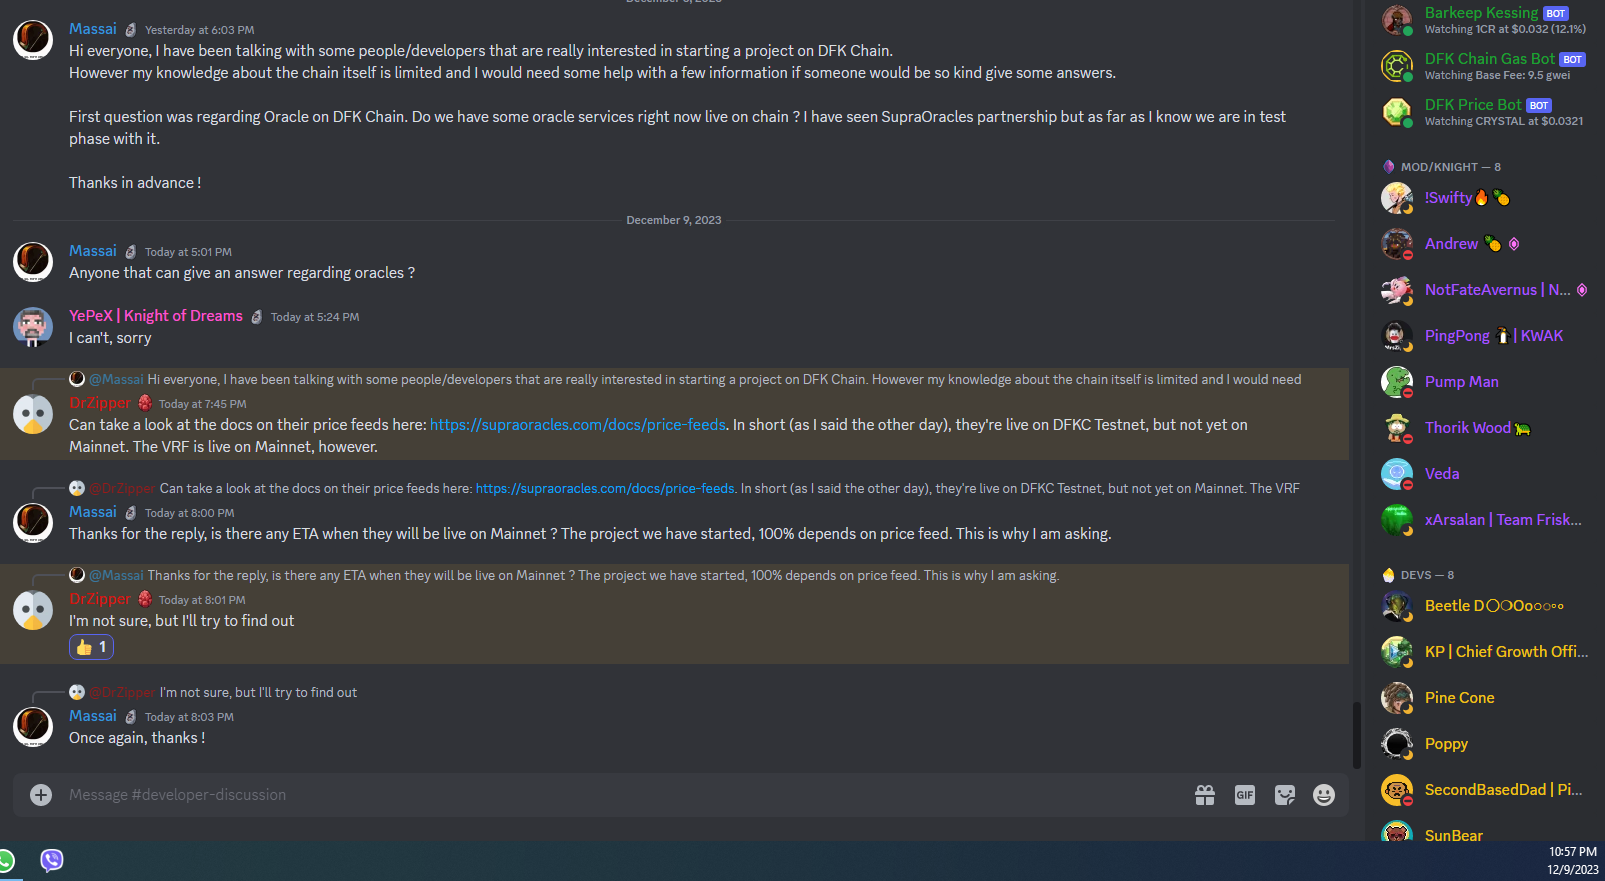 Massai Yesterday at 6:03 PM
Hi everyone, I have been talking with some people/developers that are really interested in starting a project on DFK Chain.
However my knowledge about the chain itself is limited and I would need some help with a few information if someone would be so kind give some answers.
First question was regarding Oracle on DFK Chain. Do we have some oracle services right now live on chain ? I have seen SupraOracles partnership but as far as I know we are in test
phase with it.
Thanks in advance !
December 9, 2023
Massai Today at 5:01 PM
Anyone that can give an answer regarding oracles ?
YePeX | Knight of Dreams Today at 5:24 PM
I can't, sorry
@Massai Hi everyone, I have been talking with some people/developers that are really interested in starting a project on DFK Chain. However my knowledge about the chain itself is limited and I would need
DrZipper Today at 7:45 PM
Can take a look at the docs on their price feeds here: https://supraoracles.com/docs/price-feeds. In short (as I said the other day), they're live on DFKC Testnet, but not yet on
Mainnet. The VRF is live on Mainnet, however.
@DrZipper Can take a look at the docs on their price feeds here: https://supraoracles.com/docs/price-feeds. In short (as I said the other day), they're live on DFKC Testnet, but not yet on Mainnet. The VRF
Massai Today at 8:00 PM
Thanks for the reply, is there any ETA when they will be live on Mainnet ? The project we have started, 100% depends on price feed. This is why I am asking.
@Massai Thanks for the reply, is there any ETA when they will be live on Mainnet ? The project we have started, 100% depends on price feed. This is why I am asking.
DrZipper Today at 8:01 PM
I'm not sure, but I'll try to find out
👍 1
@DrZipper I'm not sure, but I'll try to find out
Massai Today at 8:03 PM
Once again, thanks !
Message #developer-discussion
GIF
Barkeep Kessing BOT
Watching 1CR at $0.032 (12.1%)
DFK Chain Gas Bot BOT
Watching Base Fee: 9.5 gwei
DFK Price Bot BOT
Watching CRYSTAL at $0.0321
MOD/KNIGHT — 8
!Swifty🔥🍍
Andrew 🍍
NotFateAvernus | N...
PingPong 🐧 | KWAK
Pump Man
Thorik Wood🐢
Veda
xArsalan | Team Frisk...
DEVS — 8
Beetle D〇❍Oo○○∘∘
KP | Chief Growth Offi...
Pine Cone
Poppy
SecondBasedDad | Pi...
SunBear
10:57 PM
12/9/2023